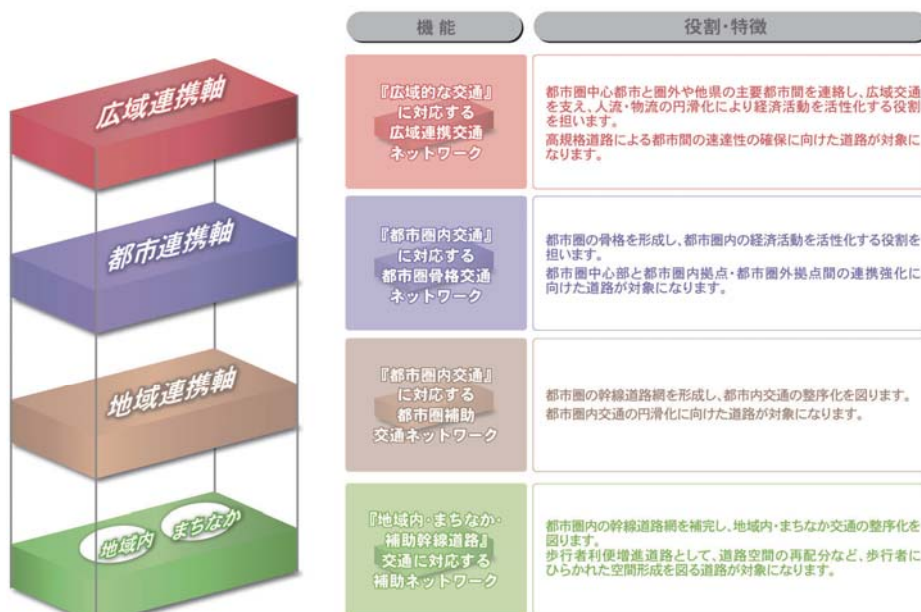 機能
役割・特徴
広域連携軸
『広域的な交通』
に対応する
広域連携交通
ネットワーク
都市圏中心都市と圏外や他県の主要都市間を連絡し、広域交通
を支え、人流・物流の円滑化により経済活動を活性化する役割
を担います。
高規格道路による都市間の速達性の確保に向けた道路が対象に
なります。
都市連携軸
『都市圏内交通』
に対応する
都市圏骨格交通
ネットワーク
都市圏の骨格を形成し、都市圏内の経済活動を活性化する役割を
担います。
都市圏中心部と都市圏内拠点・都市圏外拠点間の連携強化に
向けた道路が対象になります。
地域連携軸
『都市圏内交通』
に対応する
都市圏補助
交通ネットワーク
都市圏の幹線道路網を形成し、都市内交通の整序化を図ります。
都市圏内交通の円滑化に向けた道路が対象になります。
地域内
まちなか
『地域内・まちなか・
補助幹線道路』
交通に対応する
補助ネットワーク
都市圏内の幹線道路網を補完し、地域内・まちなか交通の整序化を
図ります。
歩行者利便増進道路として、道路空間の再配分など、歩行者に
ひらかれた空間形成を図る道路が対象になります。